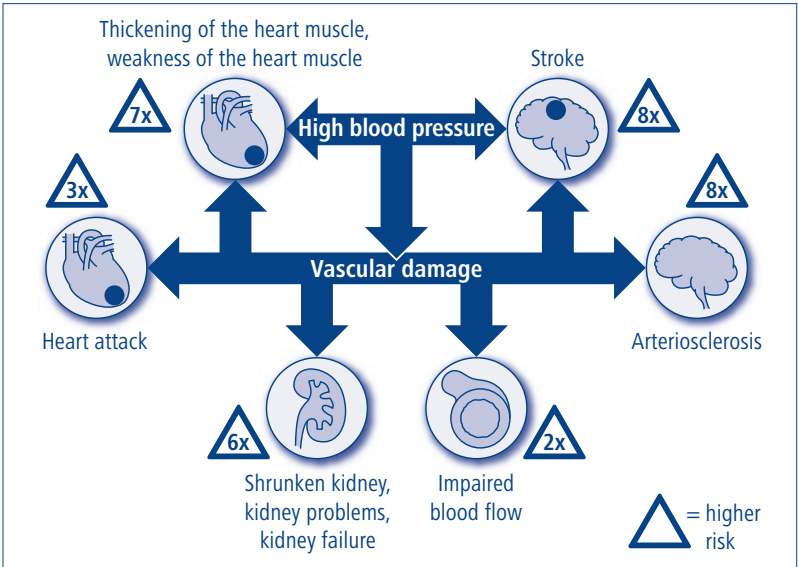 Thickening of the heart muscle,
weakness of the heart muscle
Stroke
7x
High blood pressure
8x
3x
8x
Vascular damage
Heart attack
Arteriosclerosis
6x
2x
Shrunken kidney,
kidney problems,
kidney failure
Impaired
blood flow
= higher
risk